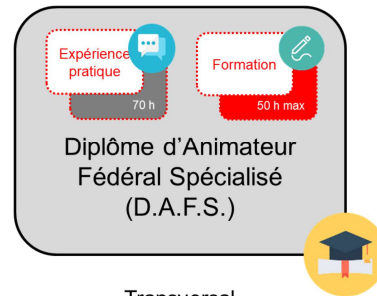 Expérience
pratique
Formation
70 h
50 h max
Diplôme d'Animateur
Fédéral Spécialisé
(D.A.F.S.)
Transversal